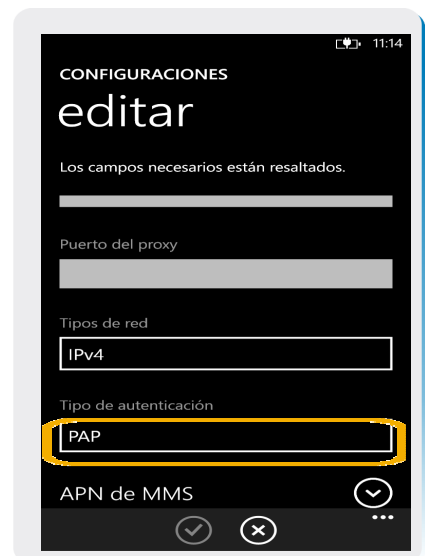 11:14
CONFIGURACIONES
editar
Los campos necesarios están resaltados.
Puerto del proxy
Tipos de red
IPv4
Tipo de autenticación
PAP
APN de MMS